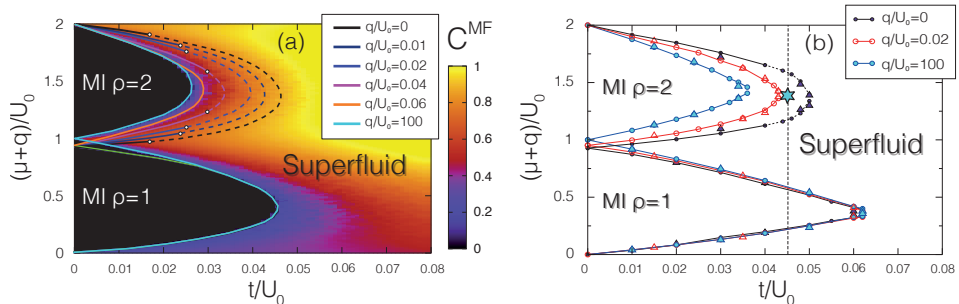 (a)
q/U₀=0
q/U₀=0.01
q/U₀=0.02
q/U₀=0.04
q/U₀=0.06
q/U₀=100
MI ρ=2
MI ρ=1
Superfluid
(μ+q)/U₀
2
1.5
1
0.5
0
0 0.01 0.02 0.03 0.04 0.05 0.06 0.07 0.08
t/U₀
C^MF
1
0.8
0.6
0.4
0.2
0
(b)
q/U₀=0
q/U₀=0.02
q/U₀=100
MI ρ=2
MI ρ=1
Superfluid
(μ+q)/U₀
2
1.5
1
0.5
0
0 0.01 0.02 0.03 0.04 0.05 0.06 0.07 0.08
t/U₀